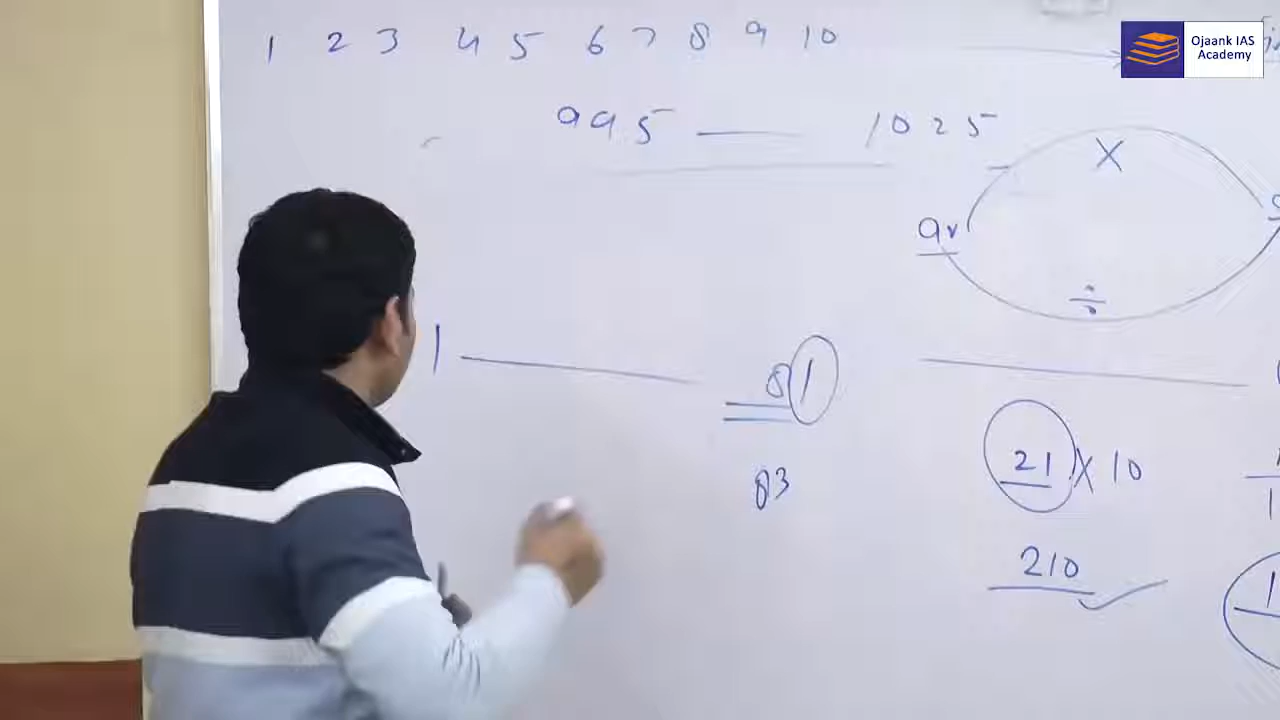 1 2 3 4 5 6 7 8 9 10
Ojaank IAS
Academy
995 — 1025
X
av
÷
1 — 81
21 X 10
83
210